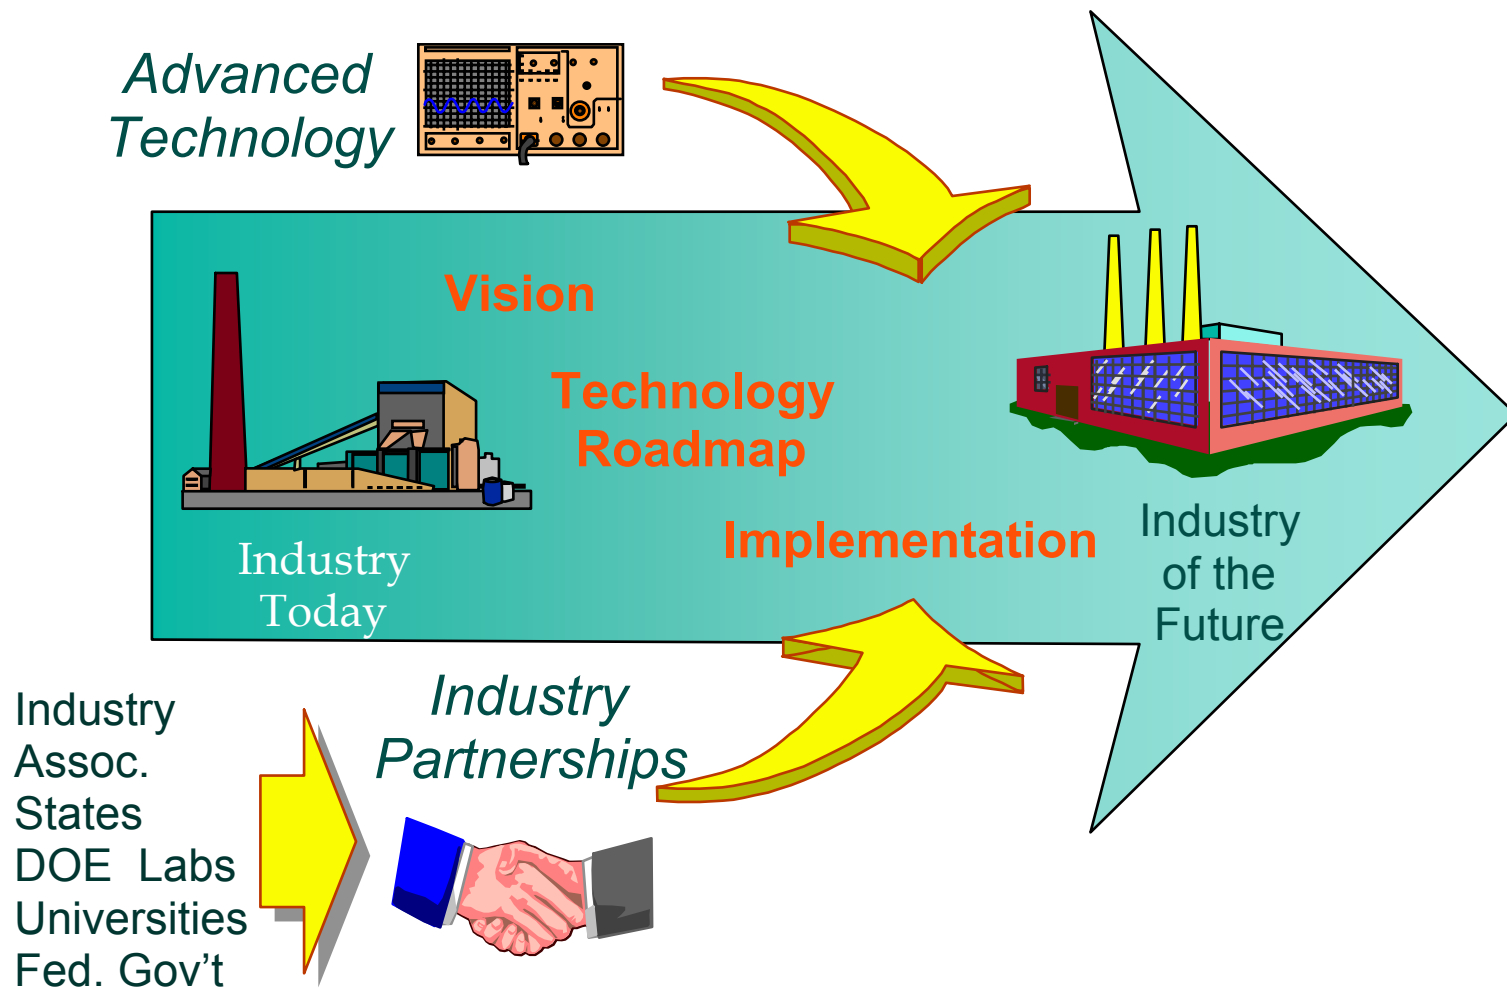 Advanced
Technology
Vision
Technology
Roadmap
Implementation
Industry
Today
Industry
of the
Future
Industry
Partnerships
Industry
Assoc.
States
DOE Labs
Universities
Fed. Gov’t